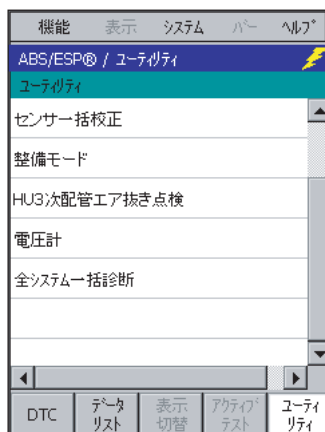 機能 表示 システム バー ヘルプ
ABS/ESP® / ユーティリティ
ユーティリティ
センサー括校正
整備モード
HU3次配管エア抜き点検
電圧計
全システム一括診断
DTC データリスト 表示切替 アクティブテスト ユーティリティ